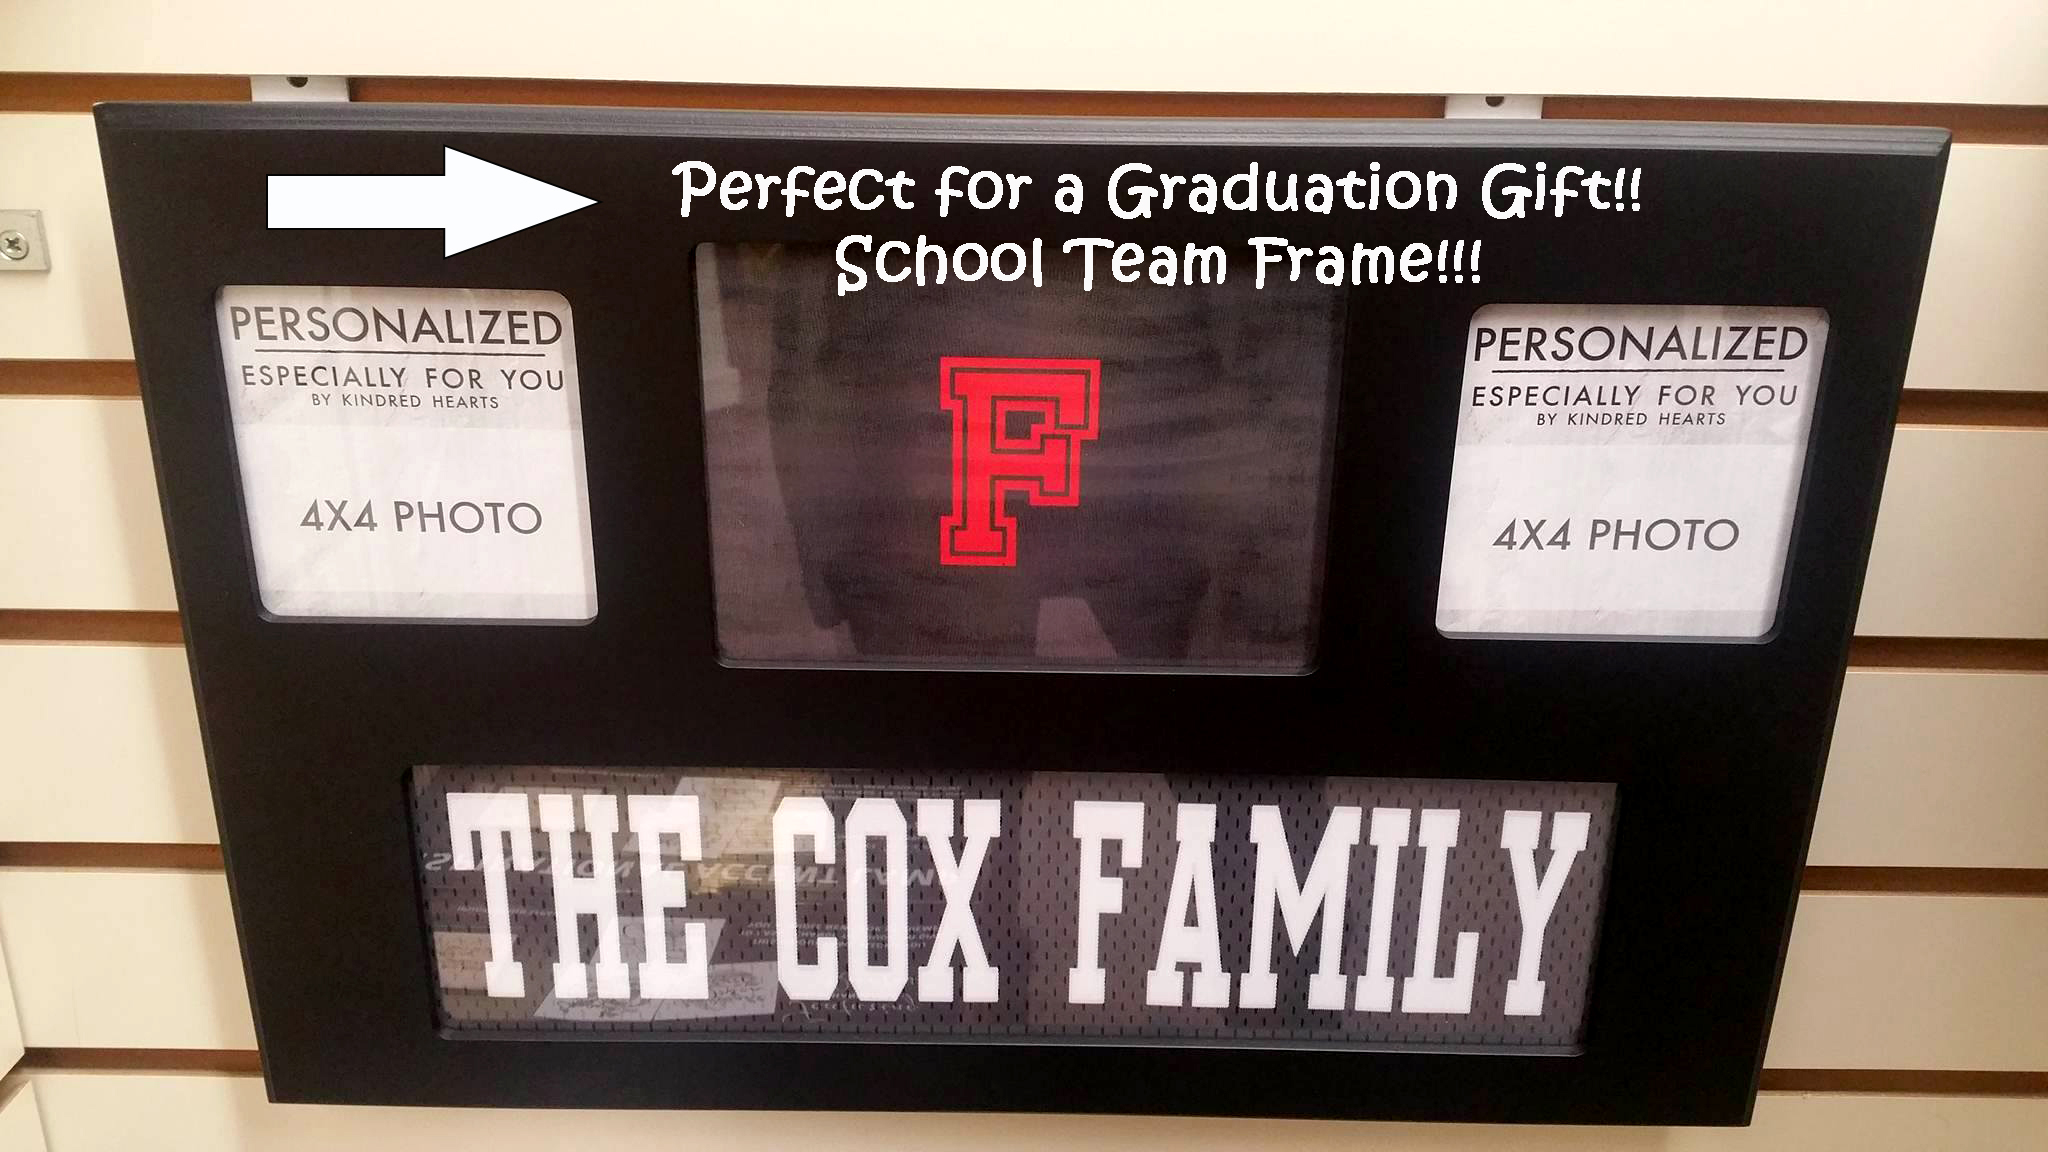 Perfect for a Graduation Gift!!
School Team Frame!!!
PERSONALIZED
ESPECIALLY FOR YOU
BY KINDRED HEARTS
4X4 PHOTO
F
PERSONALIZED
ESPECIALLY FOR YOU
BY KINDRED HEARTS
4X4 PHOTO
THE COX FAMILY